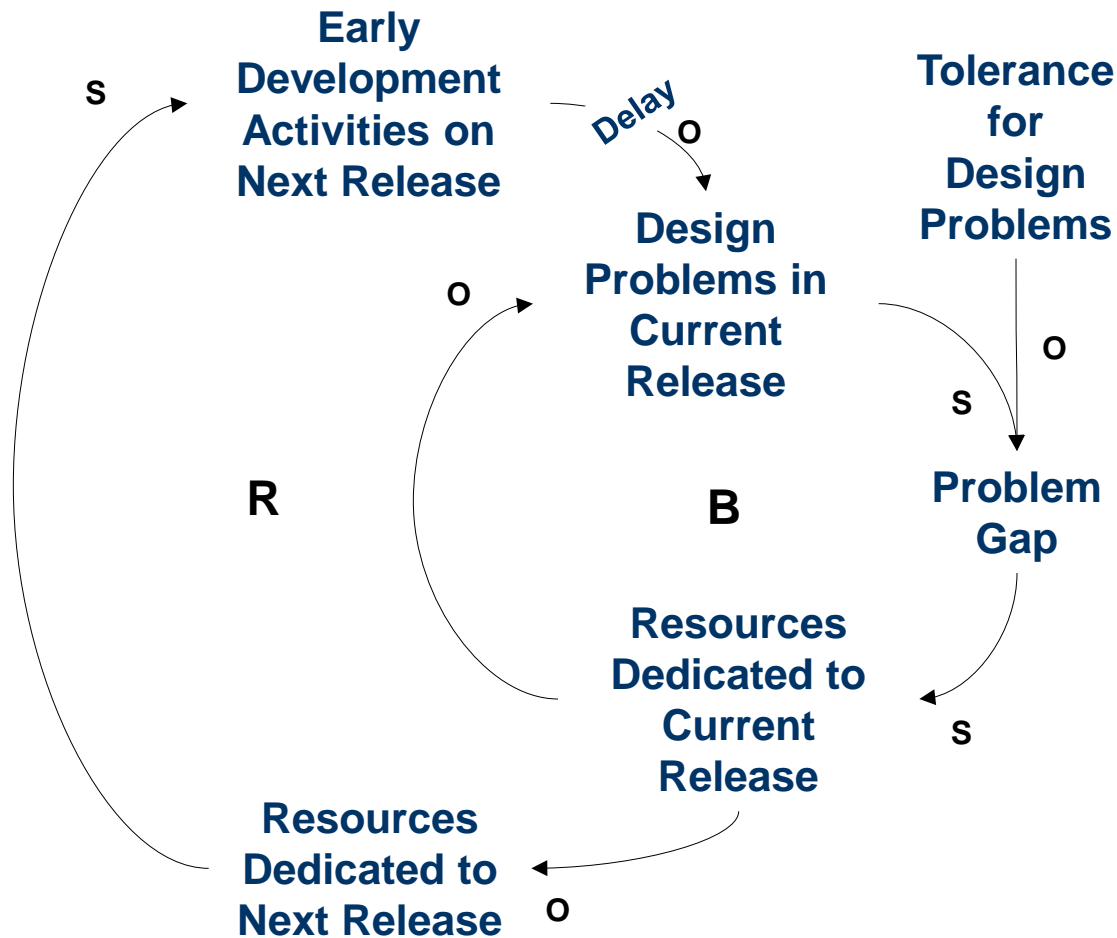 Early
Development
Activities on
Next Release
S
Delay
O
Tolerance
for
Design
Problems
O
Design
Problems in
Current
Release
O
S
Problem
Gap
R
B
Resources
Dedicated to
Current
Release
S
Resources
Dedicated to
Next Release
O